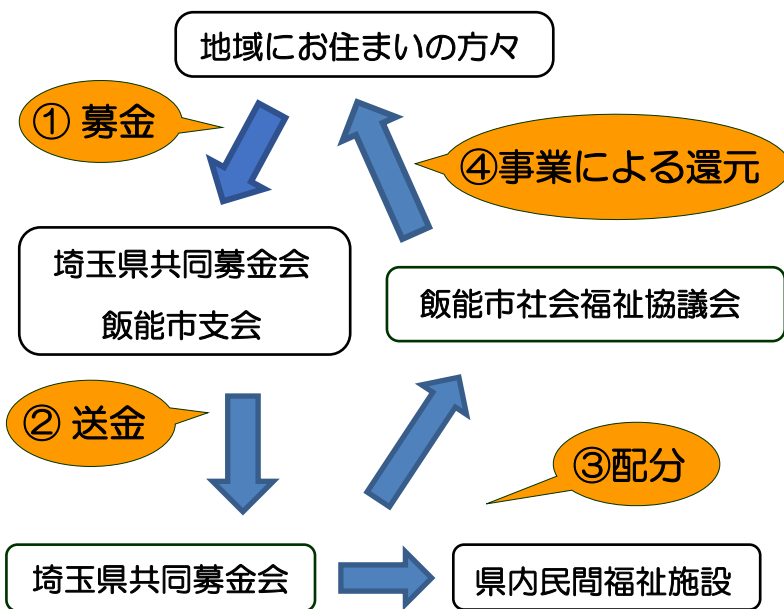 地域にお住まいの方々
① 募金
④事業による還元
埼玉県共同募金会
飯能市支会
飯能市社会福祉協議会
② 送金
③配分
埼玉県共同募金会
県内民間福祉施設